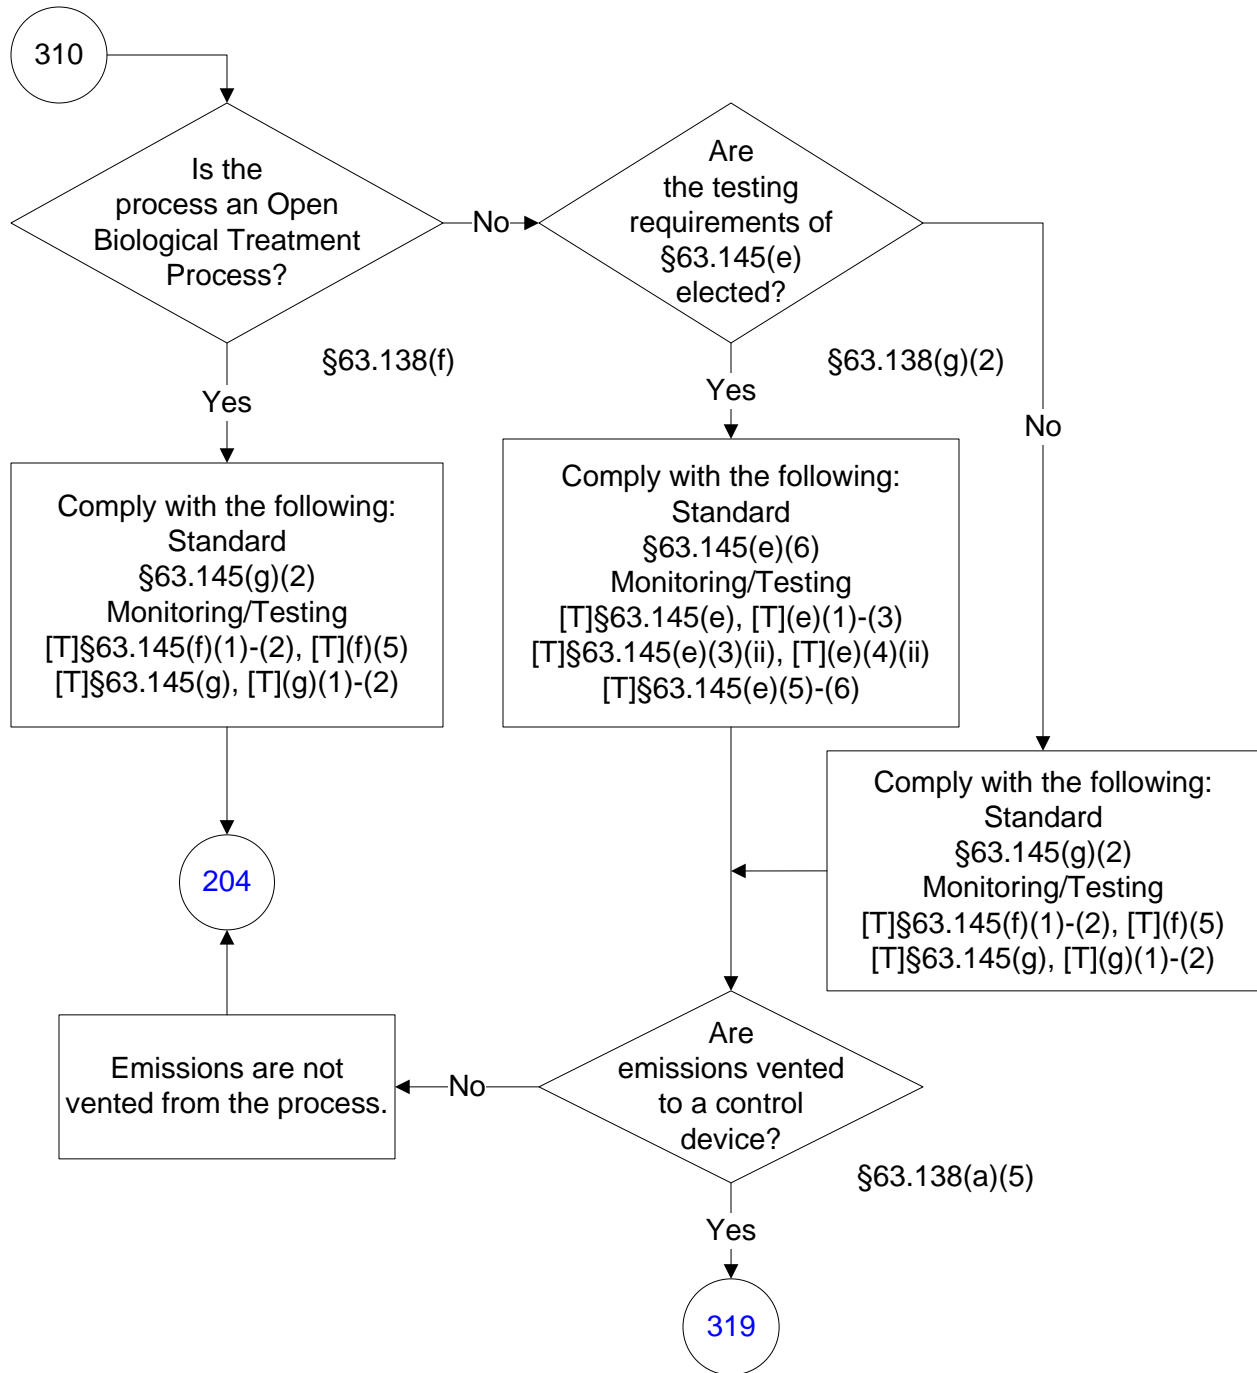 310
Is the
process an Open
Biological Treatment
Process?
No
Are
the testing
requirements of
§63.145(e)
elected?
§63.138(f)
§63.138(g)(2)
Yes
Yes
No
Comply with the following:
Standard
§63.145(g)(2)
Monitoring/Testing
[T]§63.145(f)(1)-(2), [T](f)(5)
[T]§63.145(g), [T](g)(1)-(2)
Comply with the following:
Standard
§63.145(e)(6)
Monitoring/Testing
[T]§63.145(e), [T](e)(1)-(3)
[T]§63.145(e)(3)(ii), [T](e)(4)(ii)
[T]§63.145(e)(5)-(6)
Comply with the following:
Standard
§63.145(g)(2)
Monitoring/Testing
[T]§63.145(f)(1)-(2), [T](f)(5)
[T]§63.145(g), [T](g)(1)-(2)
204
Emissions are not
vented from the process.
No
Are
emissions vented
to a control
device?
§63.138(a)(5)
Yes
319